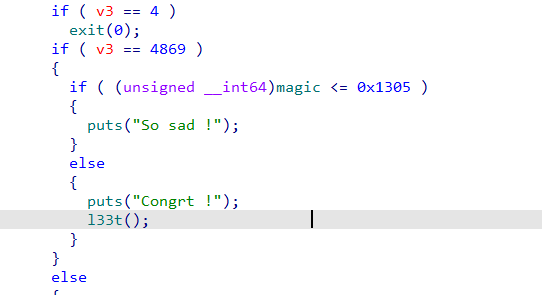 if ( v3 == 4 )
exit(0);
if ( v3 == 4869 )
{
if ( (unsigned __int64)magic <= 0x1305 )
{
puts("So sad !");
}
else
{
puts("Congrt !");
l33t();
}
}
else
{